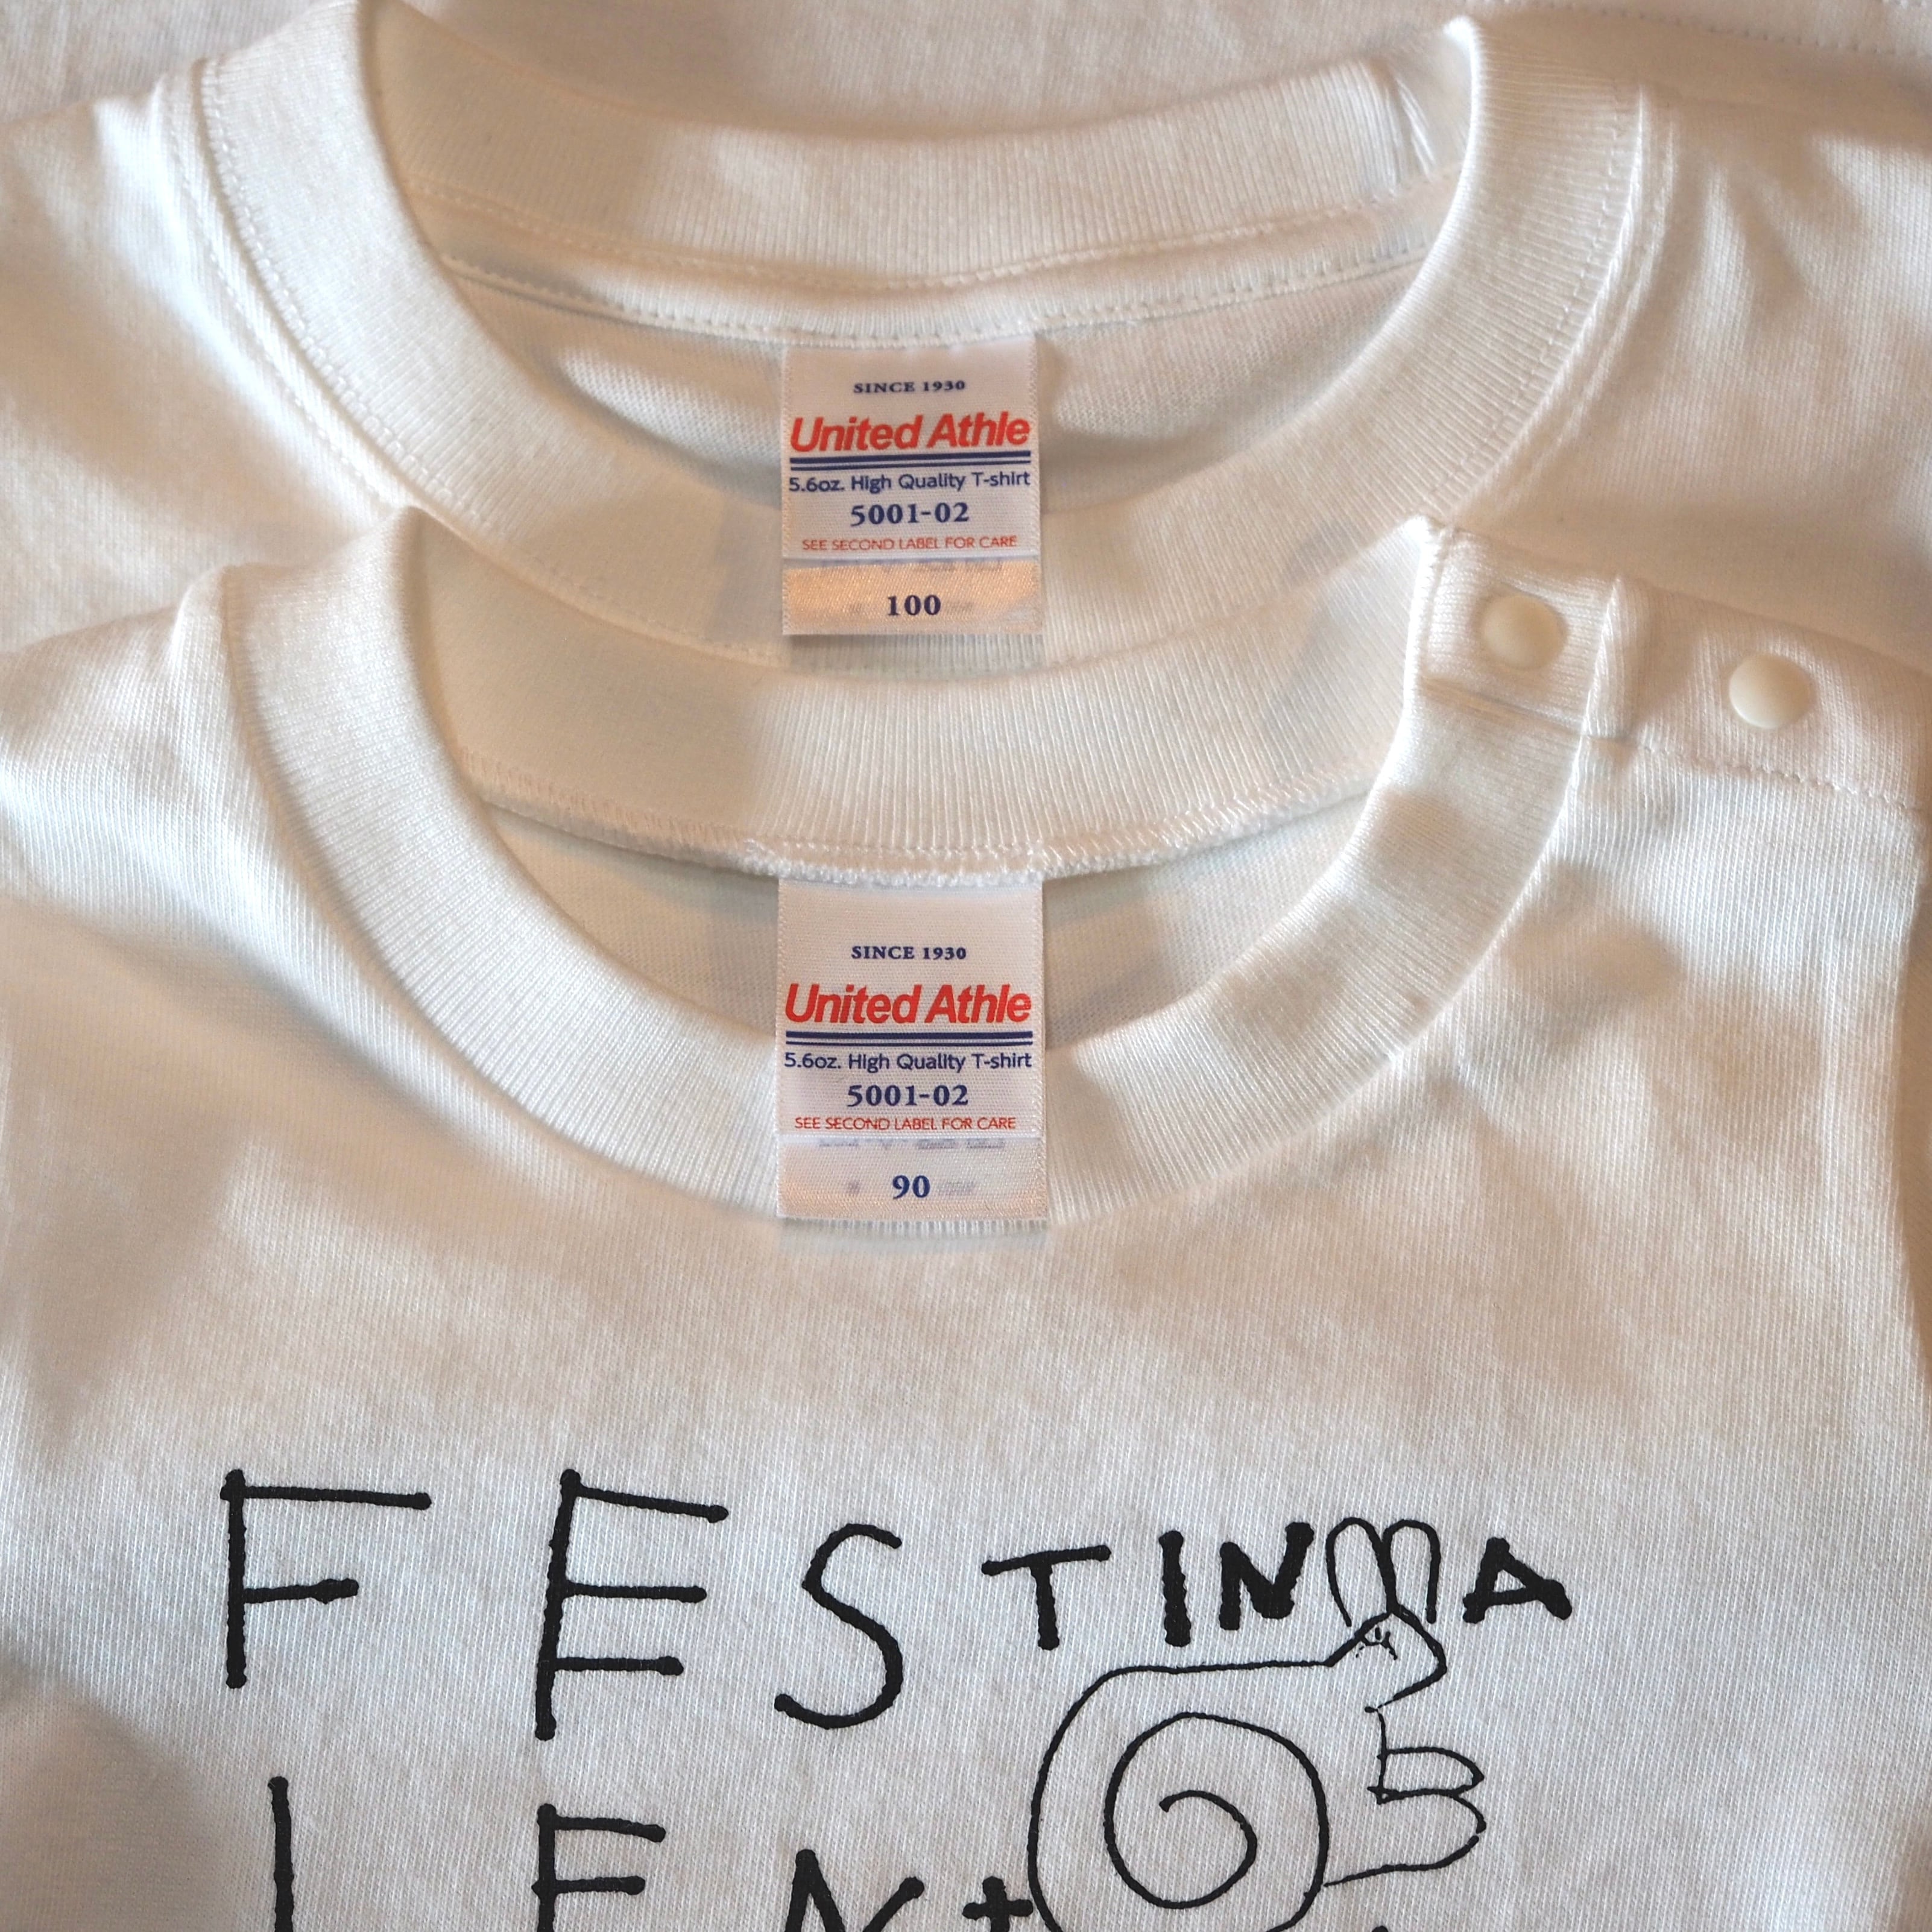 SINCE 1930
United Athle
5.6oz. High Quality T-shirt
5001-02
SEE SECOND LABEL FOR CARE
100
SINCE 1930
United Athle
5.6oz. High Quality T-shirt
5001-02
SEE SECOND LABEL FOR CARE
90
FESTINA
LENt